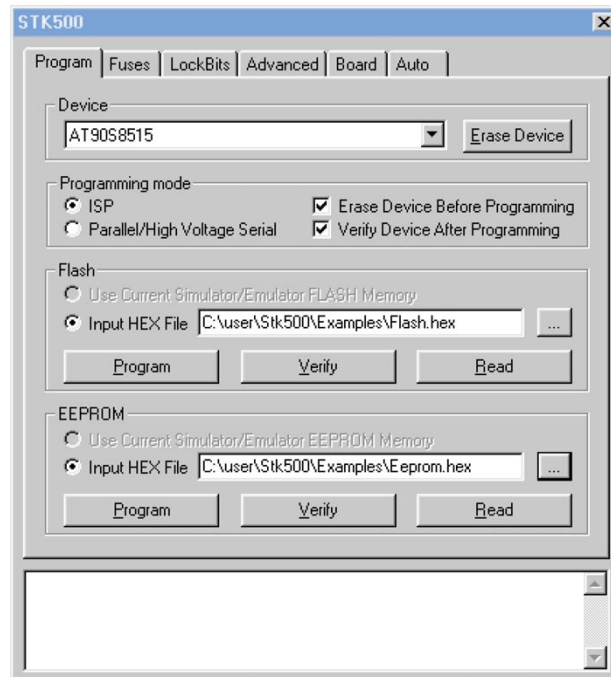 STK500
Program Fuses LockBits Advanced Board Auto
Device
AT90S8515 Erase Device
Programming mode
ISP Erase Device Before Programming
Parallel/High Voltage Serial Verify Device After Programming
Flash
Use Current Simulator/Emulator FLASH Memory
Input HEX File C:\user\Stk500\Examples\Flash.hex ...
Program Verify Read
EEPROM
Use Current Simulator/Emulator EEPROM Memory
Input HEX File C:\user\Stk500\Examples\Eeprom.hex ...
Program Verify Read